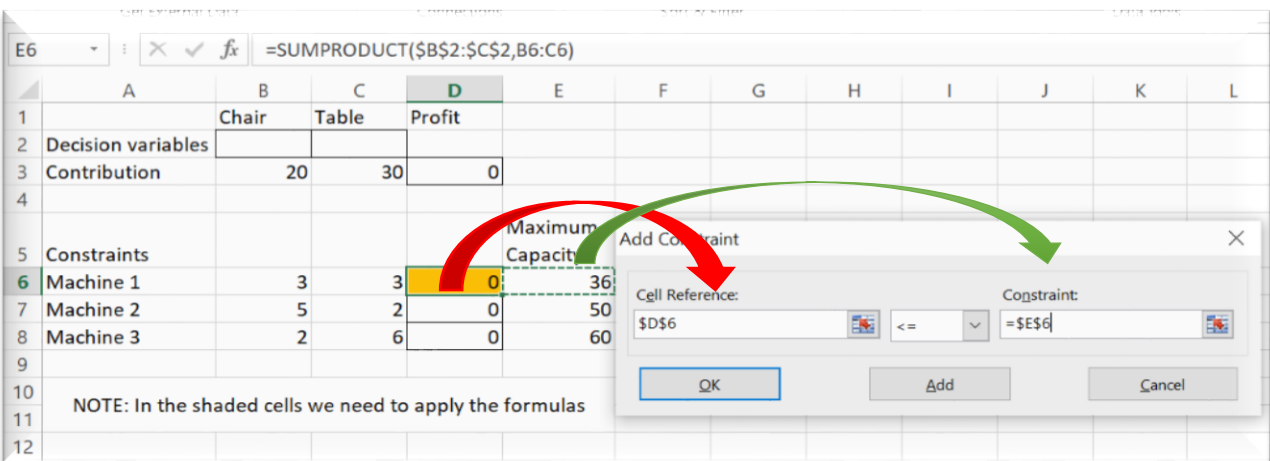 E6 fx =SUMPRODUCT($B$2:$C$2,B6:C6)
A B C D E F G H I J K L
1 Chair Table Profit
2 Decision variables
3 Contribution 20 30 0
4
Maximum
5 Constraints Capacity
6 Machine 1 3 3 0 36
7 Machine 2 5 2 0 50
8 Machine 3 2 6 0 60
9
10
NOTE: In the shaded cells we need to apply the formulas
11
12
Add Constraint
Cell Reference: Constraint:
$D$6 <= =$E$6
OK Add Cancel